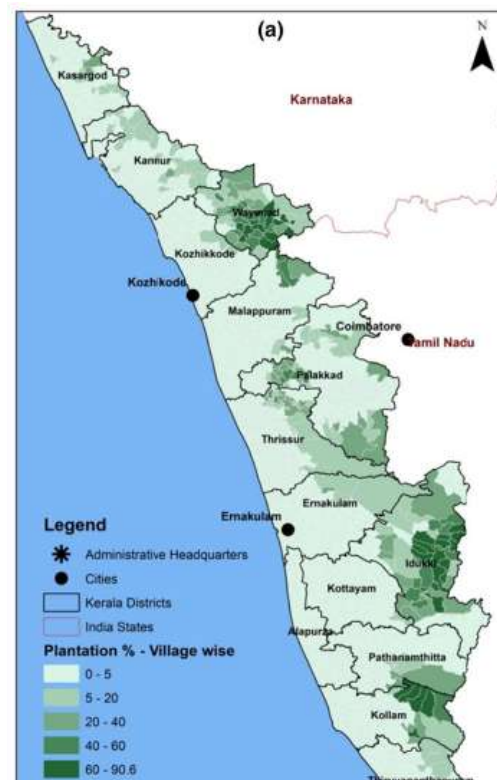 (a)
N
Kasargod
Karnataka
Kannur
Wayanad
Kozhikkode
Kozhikode
Malappuram
Coimbatore
Tamil Nadu
Palakkad
Thrissur
Ernakulam
Ernakulam
Idukki
Kottayam
Alapurza
Pathanamthitta
Kollam
Legend
Administrative Headquarters
Cities
Kerala Districts
India States
Plantation % - Village wise
0 - 5
5 - 20
20 - 40
40 - 60
60 - 90.6